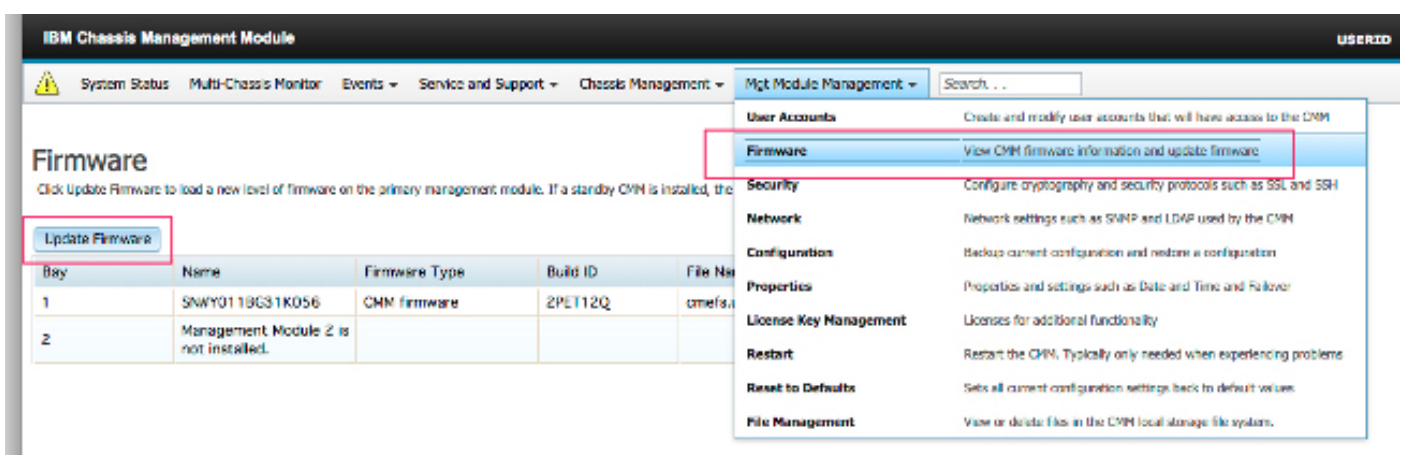 IBM Chassis Management Module
USERID
System Status Multi-Chassis Monitor Events Service and Support Chassis Management Mgt Module Management Search. . .
User Accounts Create and modify user accounts that will have access to the CMM
Firmware View CMM firmware information and update firmware
Security Configure cryptography and security protocols such as SSL and SSH
Network Network settings such as SNMP and LDAP used by the CMM
Configuration Backup current configuration and restore a configuration
Properties Properties and settings such as Date and Time and Failover
License Key Management Licenses for additional functionality
Restart Restart the CMM. Typically only needed when experiencing problems
Reset to Defaults Sets all current configuration settings back to default values
File Management View or delete files in the CMM local storage file system.
Firmware
Click Update Firmware to load a new level of firmware on the primary management module. If a standby CMM is installed, the
Update Firmware
Bay Name Firmware Type Build ID File Na
1 CMM firmware 2PET12Q cmefs.
2 Management Module 2 is
not installed.